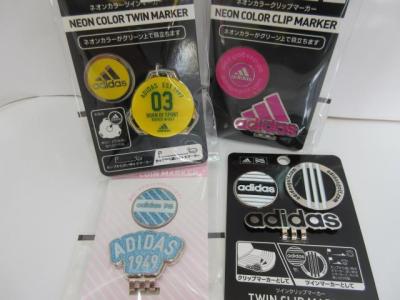 ネオンカラーツインマーカー
NEON COLOR TWIN MARKER
ネオンカラーがグリーン上で目立ちます
adidas
ADIDAS EST 1949
03
BORN OF SPORT
ネオンカラークリップマーカー
NEON COLOR CLIP MARKER
ネオンカラーがグリーン上で目立ちます
adidas
COIN MARKER
adidas
ADIDAS
1949
adidas
adidas
クリップマーカーとして
ツインマーカーとして
ツインクリップマーカー
TWIN CLIP MARKER